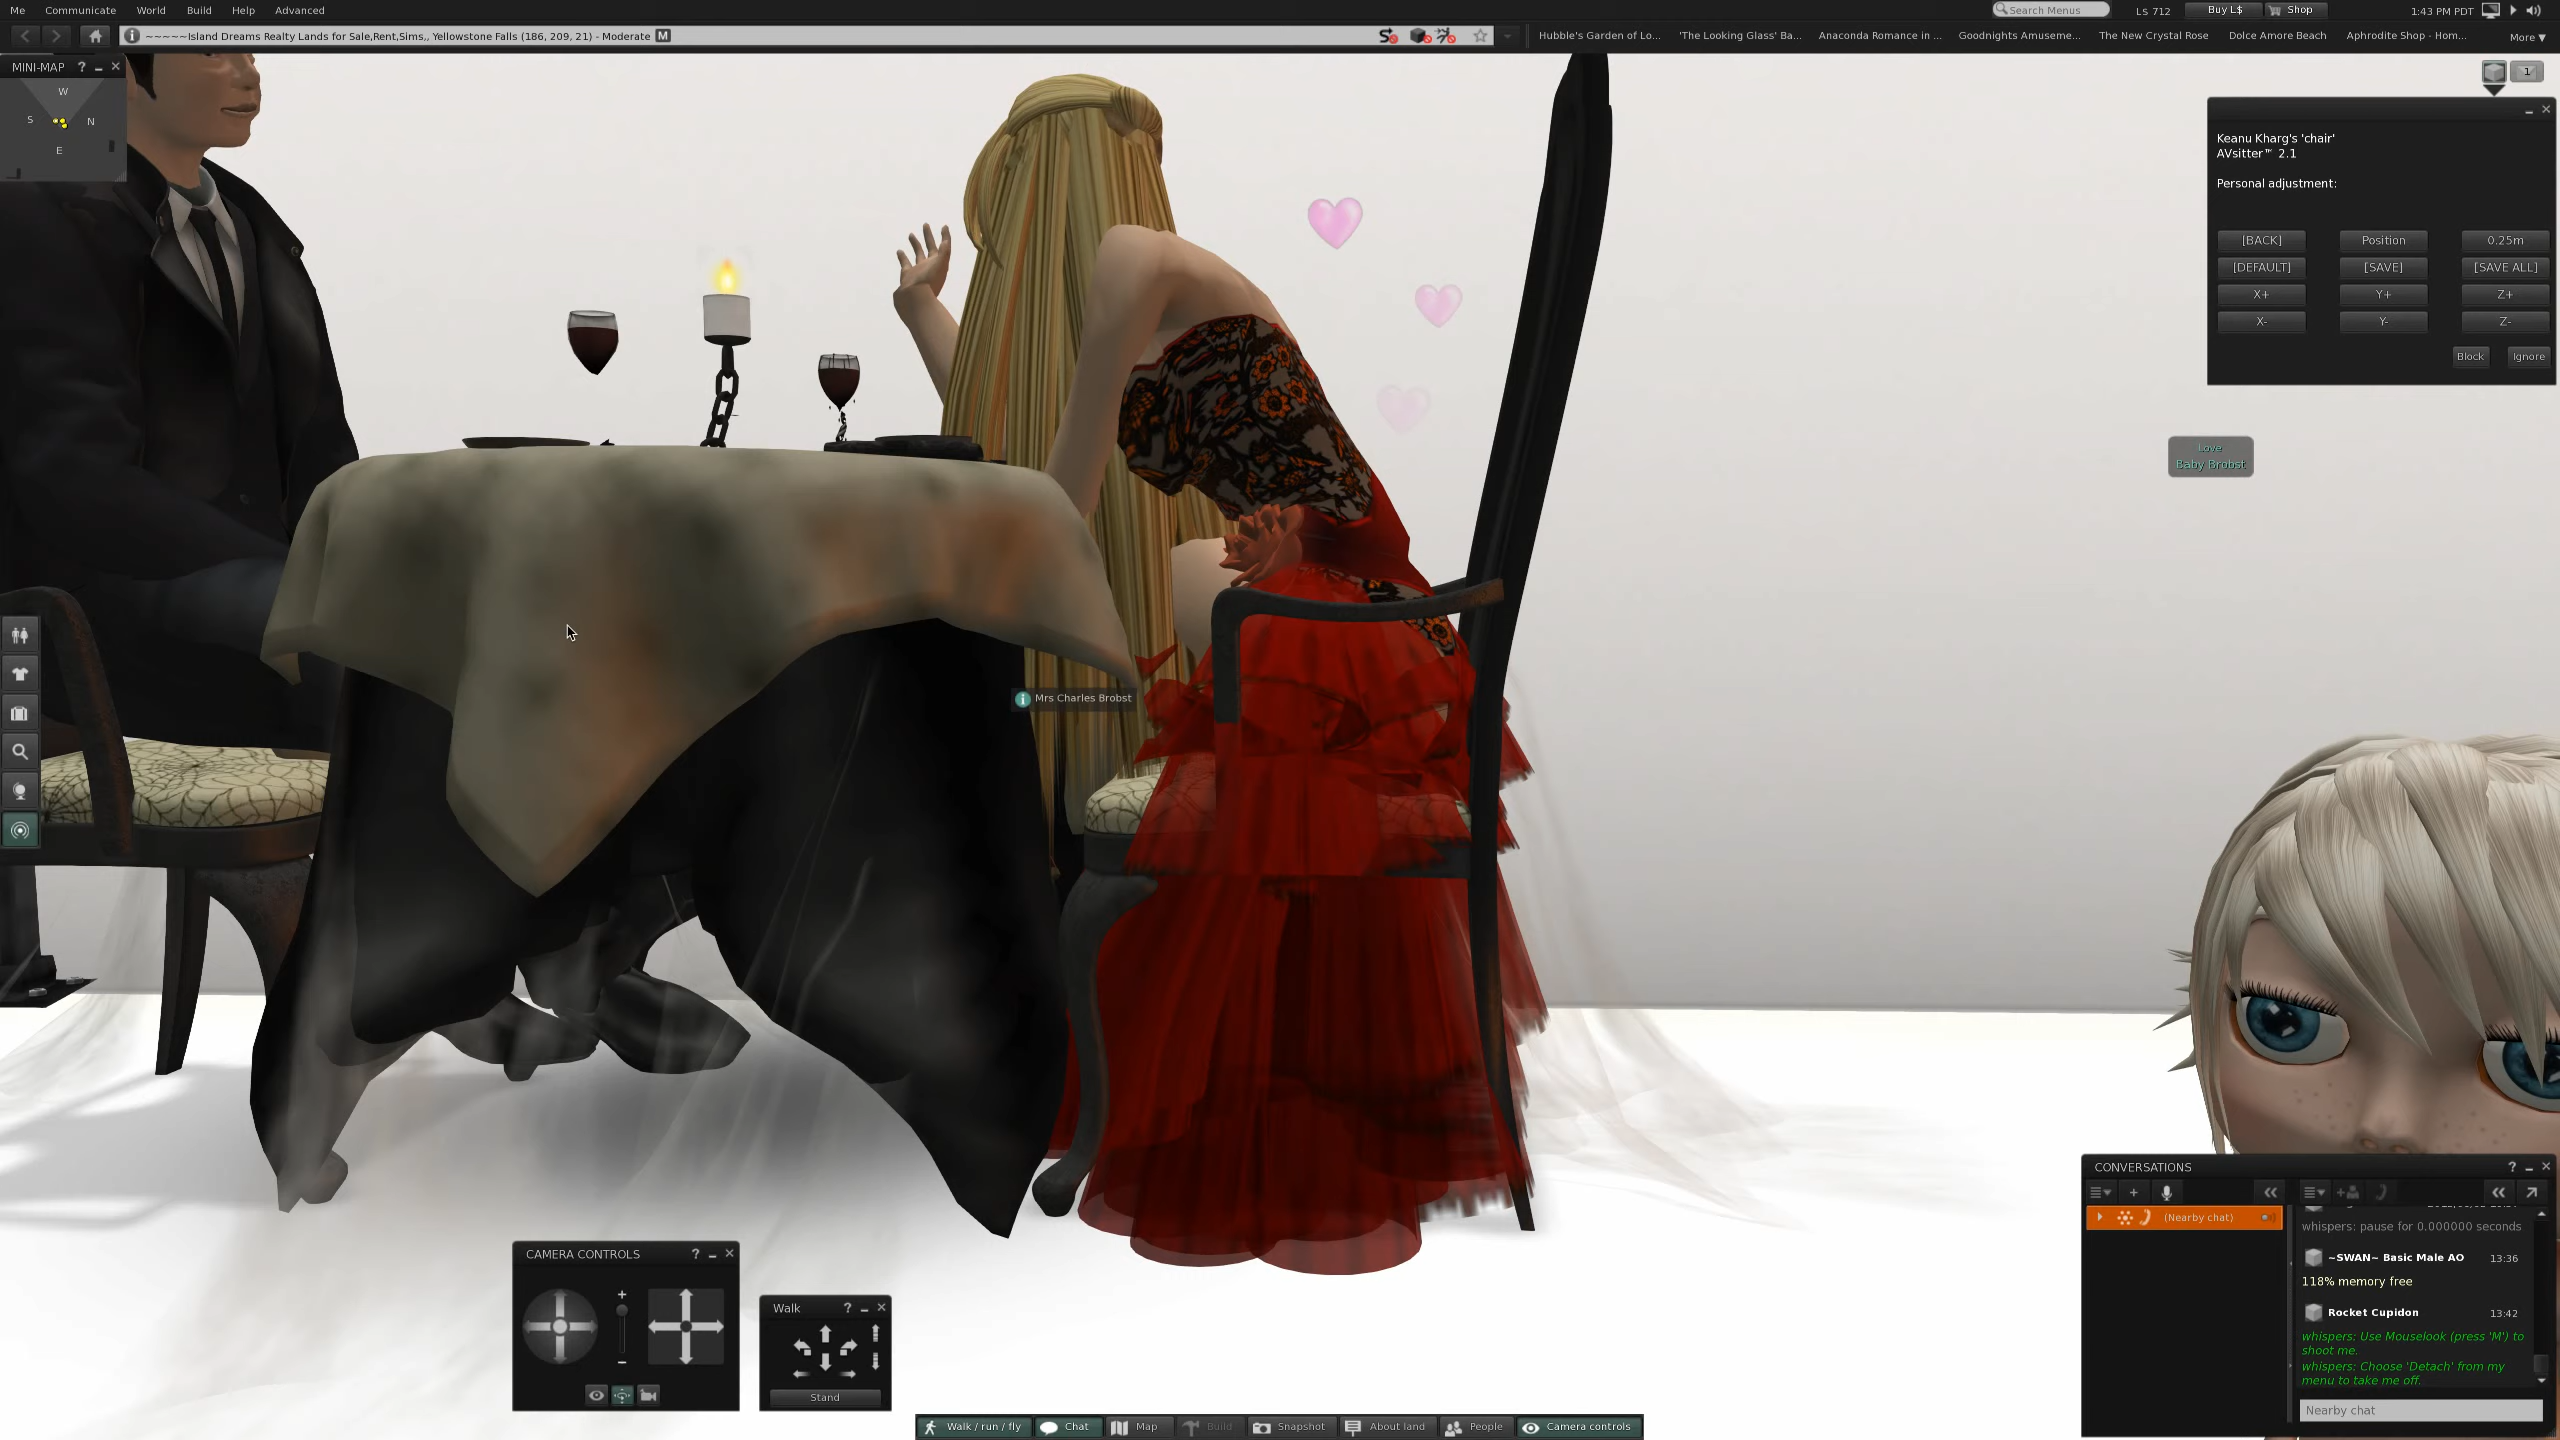 Me Communicate World Build Help Advanced
Search Menus
L$ 712
Buy L$
Shop
1:43 PM PDT
~~~~~Island Dreams Realty Lands for Sale,Rent,Sims,, Yellowstone Falls (186, 209, 21) - Moderate M
Hubble's Garden of Lo... 'The Looking Glass' Ba... Anaconda Romance in ... Goodnights Amuseme... The New Crystal Rose Dolce Amore Beach Aphrodite Shop - Hom... More ▼
MINI-MAP ?
W
S N
E
1
Keanu Kharg's 'chair'
AVsitter™ 2.1
Personal adjustment:
[BACK] Position 0.25m
[DEFAULT] [SAVE] [SAVE ALL]
X+ Y+ Z+
X- Y- Z-
Block Ignore
Love
Baby Brobst
Mrs Charles Brobst
CONVERSATIONS ?
(Nearby chat)
whispers: pause for 0.000000 seconds
~SWAN~ Basic Male AO 13:36
118% memory free
Rocket Cupidon 13:42
whispers: Use Mouselook (press 'M') to
shoot me.
whispers: Choose 'Detach' from my
menu to take me off.
Nearby chat
CAMERA CONTROLS ?
Walk ?
Stand
Walk / run / fly Chat Map Build Snapshot About land People Camera controls